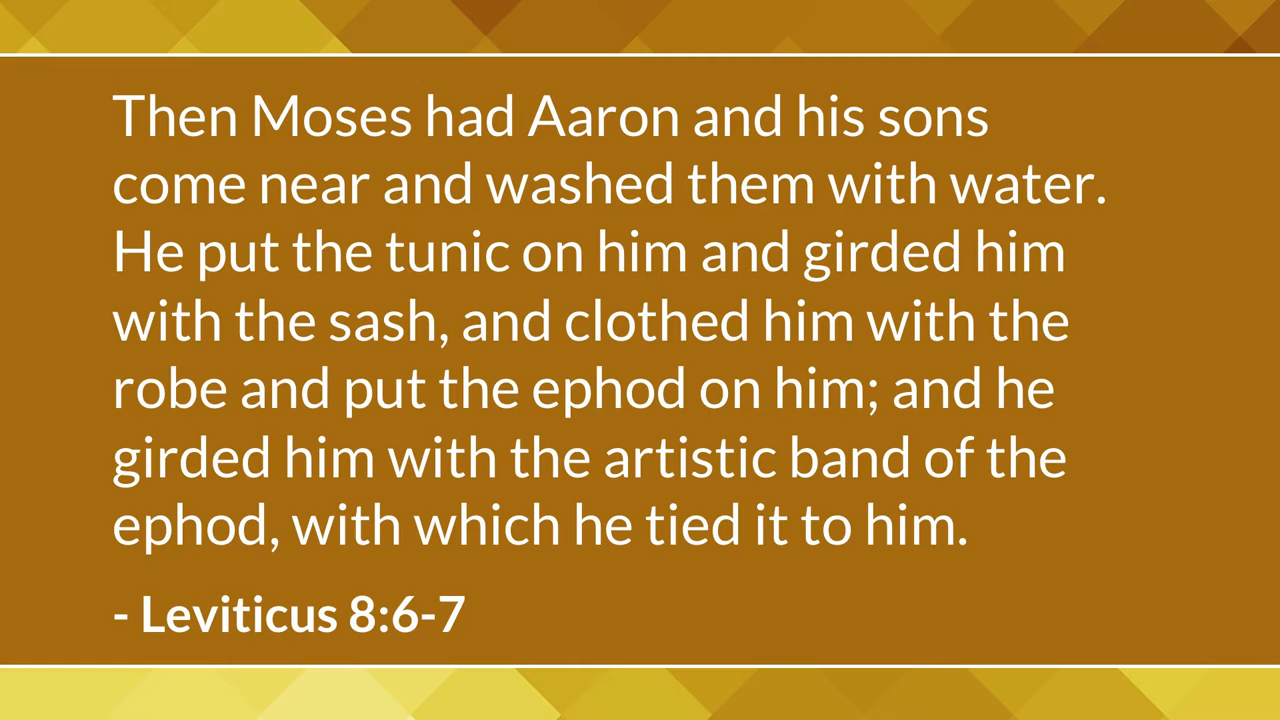 Then Moses had Aaron and his sons
come near and washed them with water.
He put the tunic on him and girded him
with the sash, and clothed him with the
robe and put the ephod on him; and he
girded him with the artistic band of the
ephod, with which he tied it to him.
- Leviticus 8:6-7